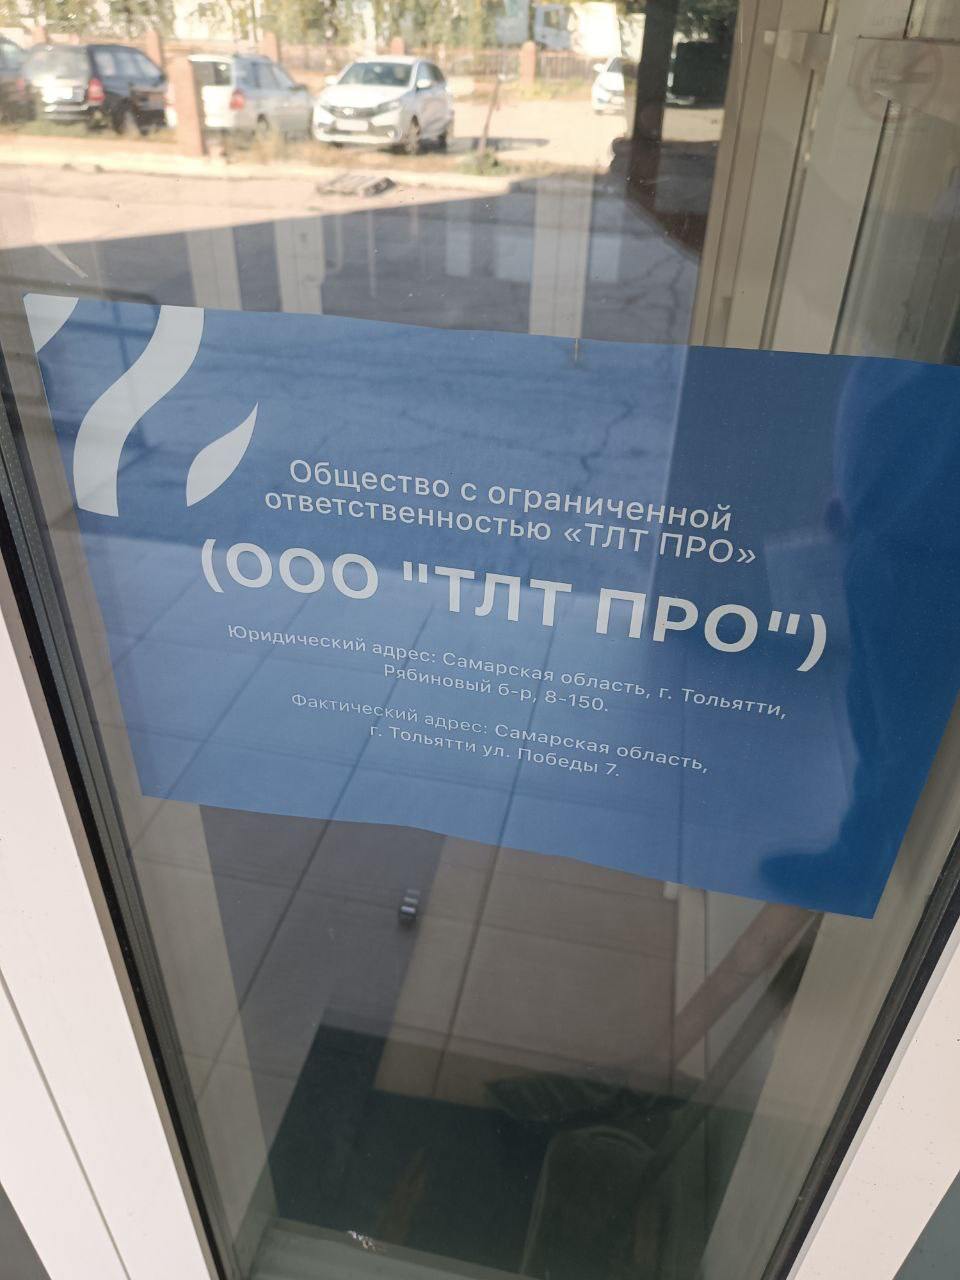 Общество с ограниченной
ответственностью «ТЛТ ПРО»
(ООО "ТЛТ ПРО")
Юридический адрес: Самарская область, г. Тольятти,
Рябиновый б-р, 8-150.
Фактический адрес: Самарская область,
г. Тольятти ул. Победы 7.